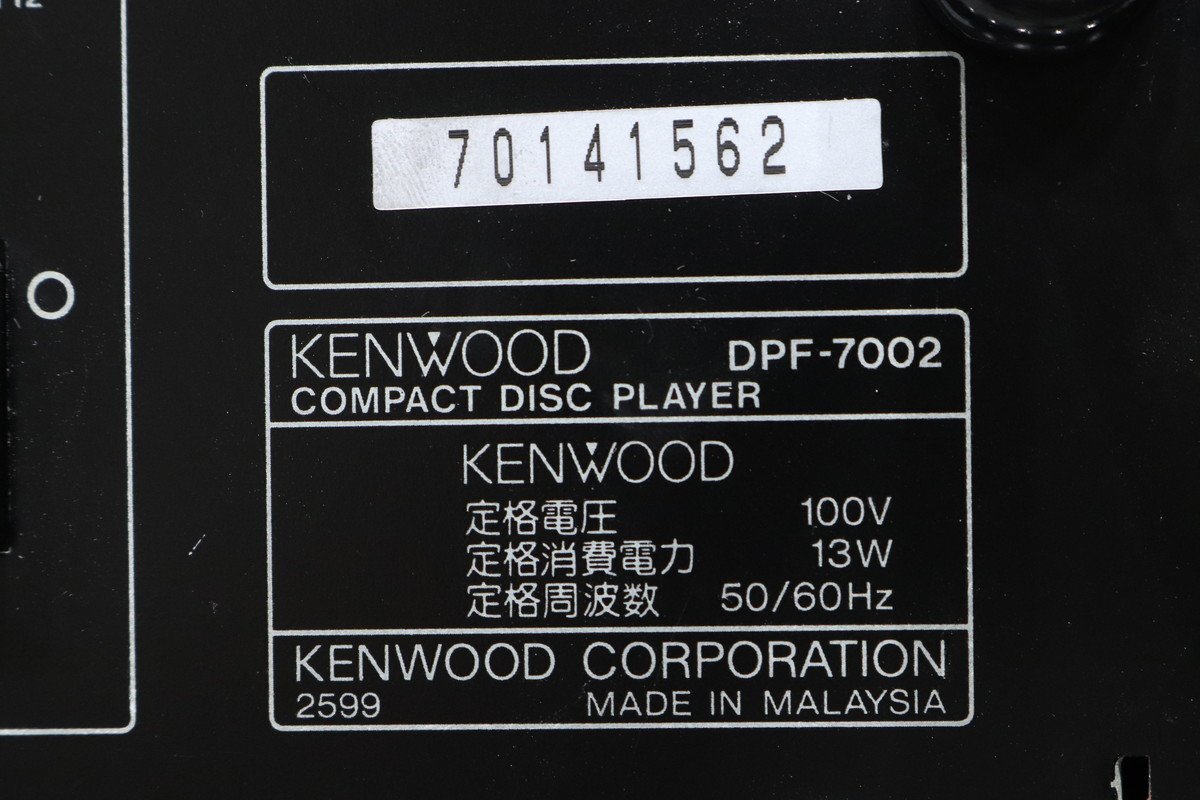 70141562
KENWOOD DPF-7002
COMPACT DISC PLAYER
KENWOOD
定格電圧 100V
定格消費電力 13W
定格周波数 50/60Hz
KENWOOD CORPORATION
2599 MADE IN MALAYSIA